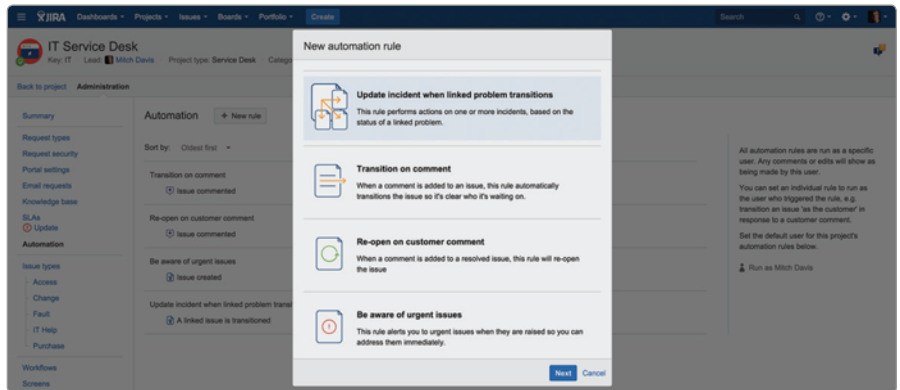 JIRA Dashboards Projects Issues Boards Portfolio Create Search
IT Service Desk
Key: IT Lead: Mitch Davis Project type: Service Desk
Back to project Administration
Summary
Request types
Request security
Portal settings
Email requests
Knowledge base
SLAs
Update
Automation
Issue types
Access
Change
Fault
IT Help
Purchase
Workflows
Screens
Automation + New rule
Sort by: Oldest first
Transition on comment
Issue commented
Re-open on customer comment
Issue commented
Be aware of urgent issues
Issue created
Update incident when linked problem
A linked issue is transitioned
New automation rule
Update incident when linked problem transitions
This rule performs actions on one or more incidents, based on the
status of a linked problem.
Transition on comment
When a comment is added to an issue, this rule automatically
transitions the issue so it's clear who it's waiting on.
Re-open on customer comment
When a comment is added to a resolved issue, this rule will re-open
the issue
Be aware of urgent issues
This rule alerts you to urgent issues when they are raised so you can
address them immediately.
Next Cancel
All automation rules are run as a specific
user. Any comments or edits will show as
being made by this user.
You can set an individual rule to run as
the user who triggered the rule, e.g.
transition an issue 'as the customer' in
response to a customer comment.
Set the default user for this project's
automation rules below.
Run as Mitch Davis